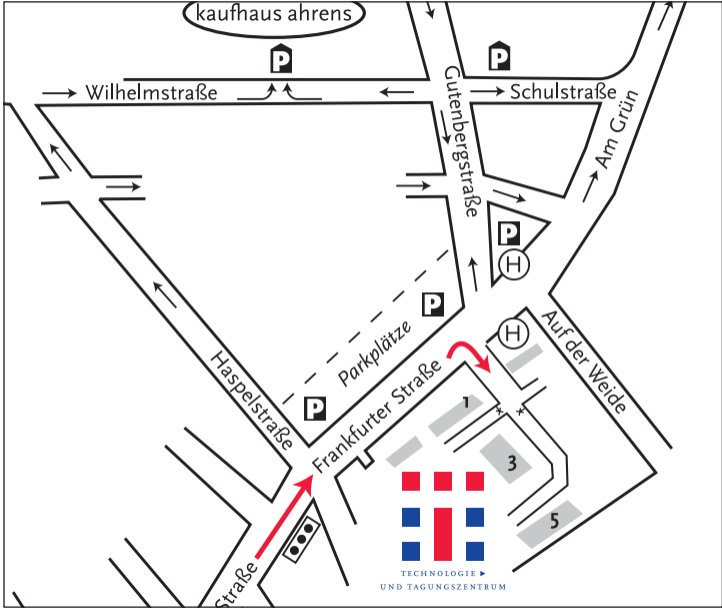 kaufhaus ahrens
P
P
Wilhelmstraße
Gutenbergstraße
Schulstraße
Am Grün
P
H
P
Parkplätze
H
Auf der Weide
Haspelstraße
P
Frankfurter Straße
1
3
5
Straße
TECHNOLOGIE
UND TAGUNGSZENTRUM